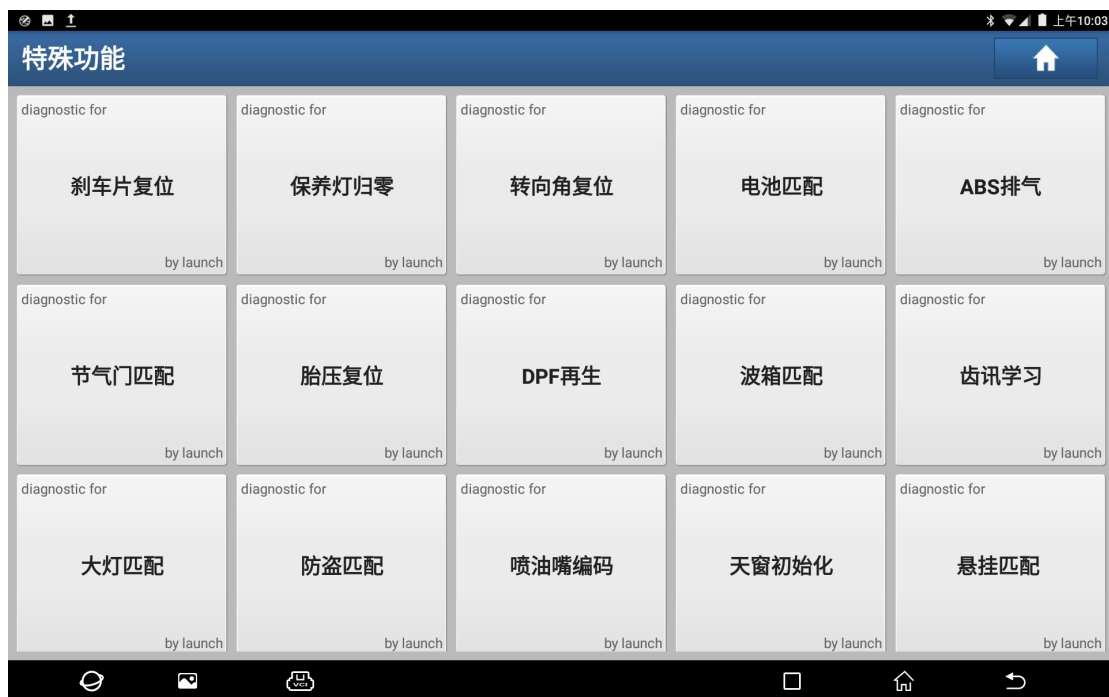 上午10:03
特殊功能
diagnostic for
刹车片复位
by launch
diagnostic for
保养灯归零
by launch
diagnostic for
转向角复位
by launch
diagnostic for
电池匹配
by launch
diagnostic for
ABS排气
by launch
diagnostic for
节气门匹配
by launch
diagnostic for
胎压复位
by launch
diagnostic for
DPF再生
by launch
diagnostic for
波箱匹配
by launch
diagnostic for
齿讯学习
by launch
diagnostic for
大灯匹配
by launch
diagnostic for
防盗匹配
by launch
diagnostic for
喷油嘴编码
by launch
diagnostic for
天窗初始化
by launch
diagnostic for
悬挂匹配
by launch
VCI